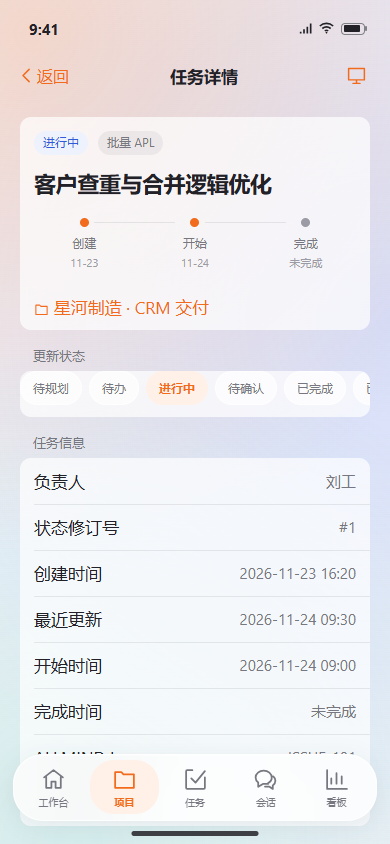 9:41
返回
任务详情
进行中
批量 APL
客户查重与合并逻辑优化
创建
开始
完成
11-23
11-24
未完成
星河制造 · CRM 交付
更新状态
待规划
待办
进行中
待确认
已完成
任务信息
负责人
刘工
状态修订号
#1
创建时间
2026-11-23 16:20
最近更新
2026-11-24 09:30
开始时间
2026-11-24 09:00
完成时间
未完成
工作台
项目
任务
会话
看板